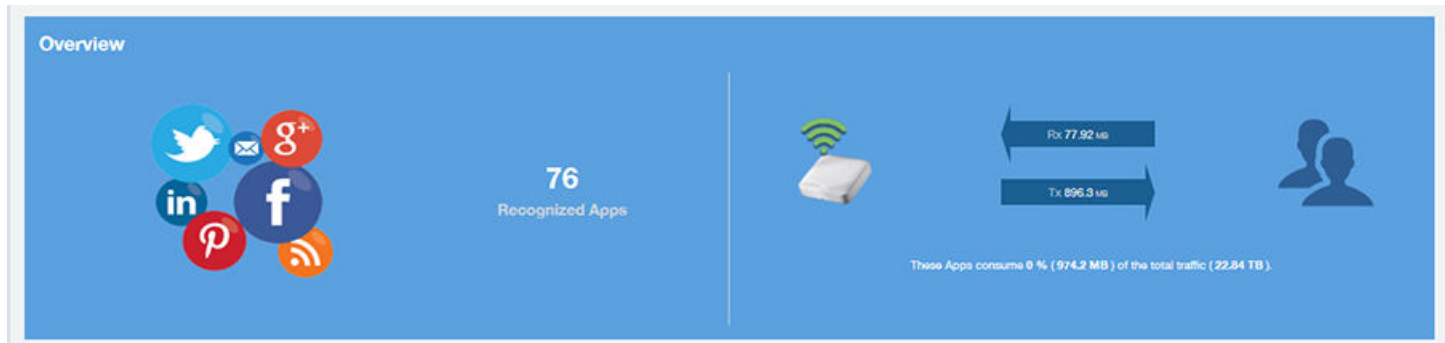 Overview
g+
in
f
76
Recognized Apps
Rx 77.92 MB
Tx 896.3 MB
These Apps consume 0 % ( 974.2 MB ) of the total traffic ( 22.84 TB ).